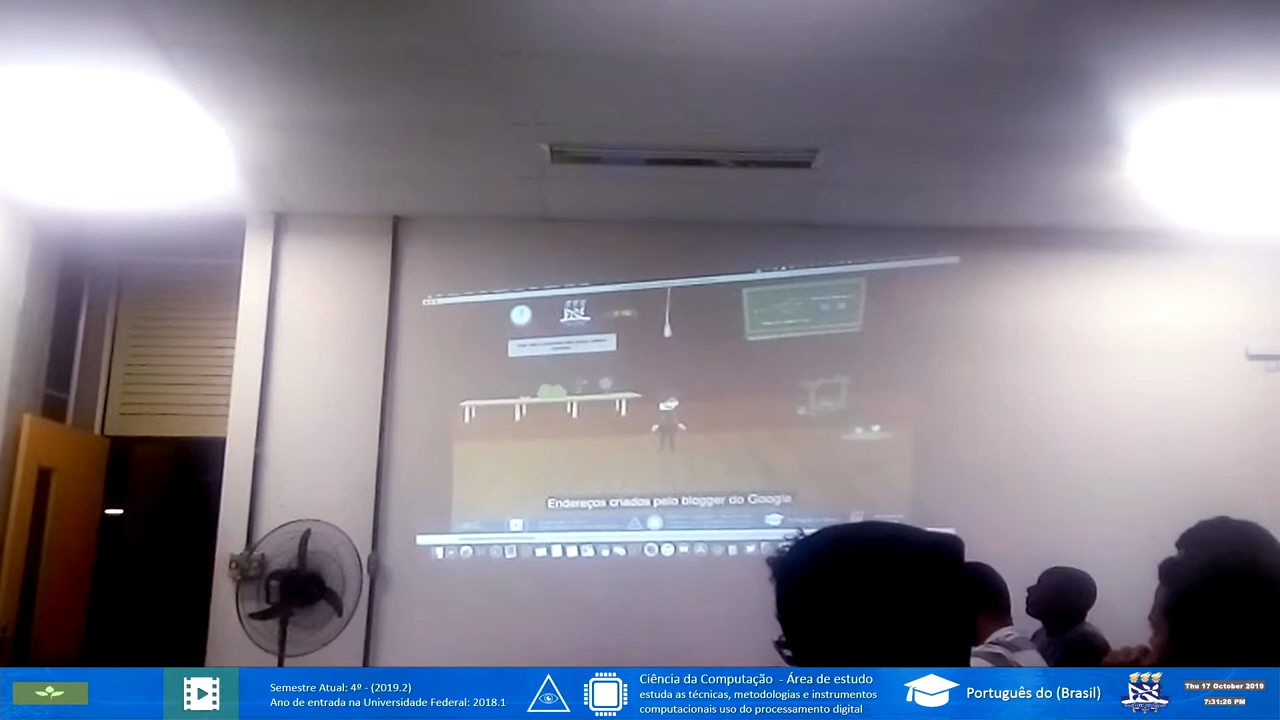 Endereços criados pelo blogger do Google
Semestre Atual: 4º - (2019.2)
Ano de entrada na Universidade Federal: 2018.1
Ciência da Computação - Área de estudo
estuda as técnicas, metodologias e instrumentos
computacionais uso do processamento digital
Português do (Brasil)
Thu 17 October 2019
7:31:26 PM